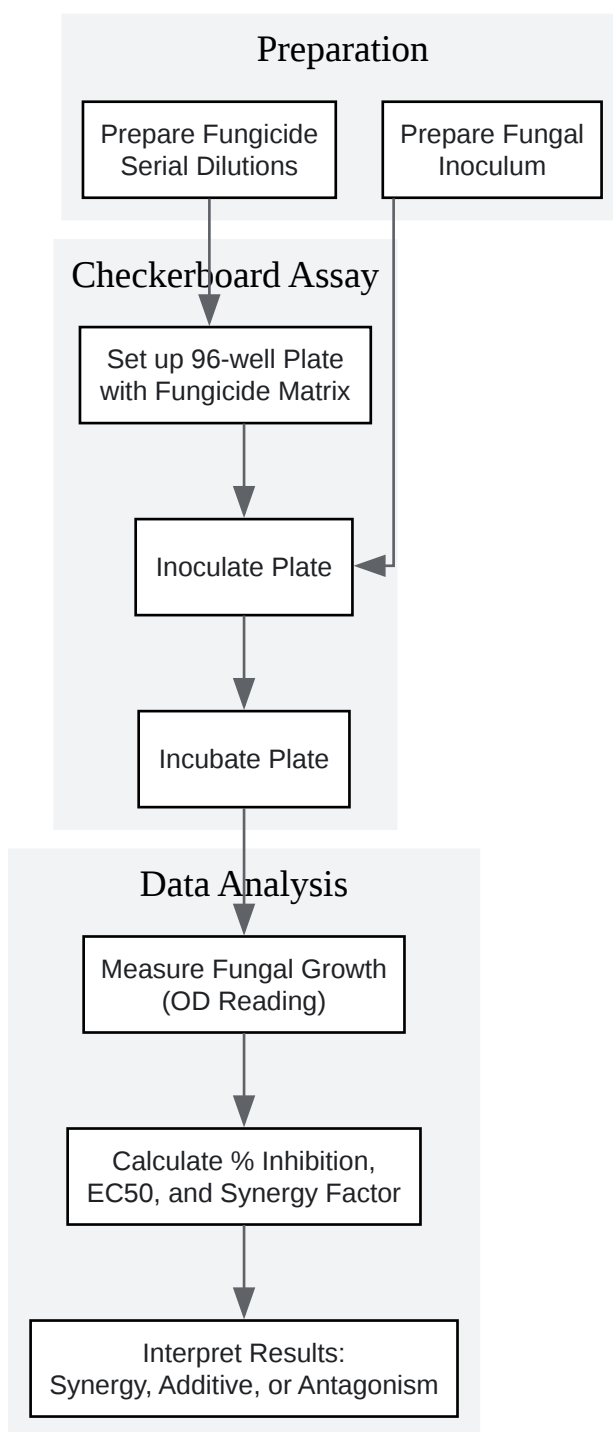 Preparation
Prepare Fungicide
Serial Dilutions
Prepare Fungal
Inoculum
Checkerboard Assay
Set up 96-well Plate
with Fungicide Matrix
Inoculate Plate
Incubate Plate
Data Analysis
Measure Fungal Growth
(OD Reading)
Calculate % Inhibition,
EC50, and Synergy Factor
Interpret Results:
Synergy, Additive, or Antagonism